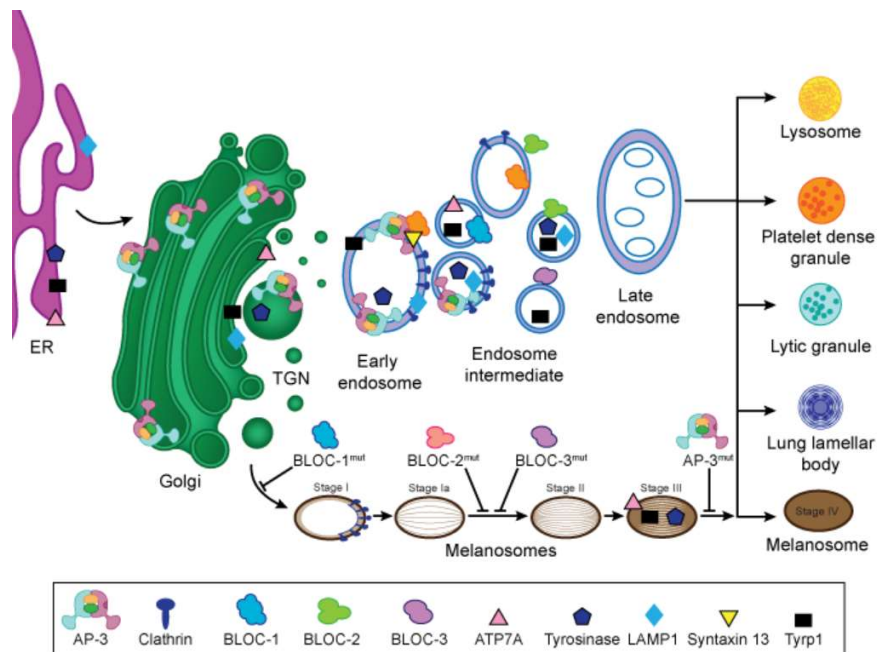 Lysosome
Platelet dense
granule
Late
endosome
Lytic granule
ER
TGN
Early
endosome
Endosome
intermediate
Golgi
BLOC-1mut
BLOC-2mut
BLOC-3mut
AP-3mut
Lung lamellar
body
Stage I
Stage Ia
Stage II
Stage III
Stage IV
Melanosomes
Melanosome
AP-3
Clathrin
BLOC-1
BLOC-2
BLOC-3
ATP7A
Tyrosinase
LAMP1
Syntaxin 13
Tyrp1